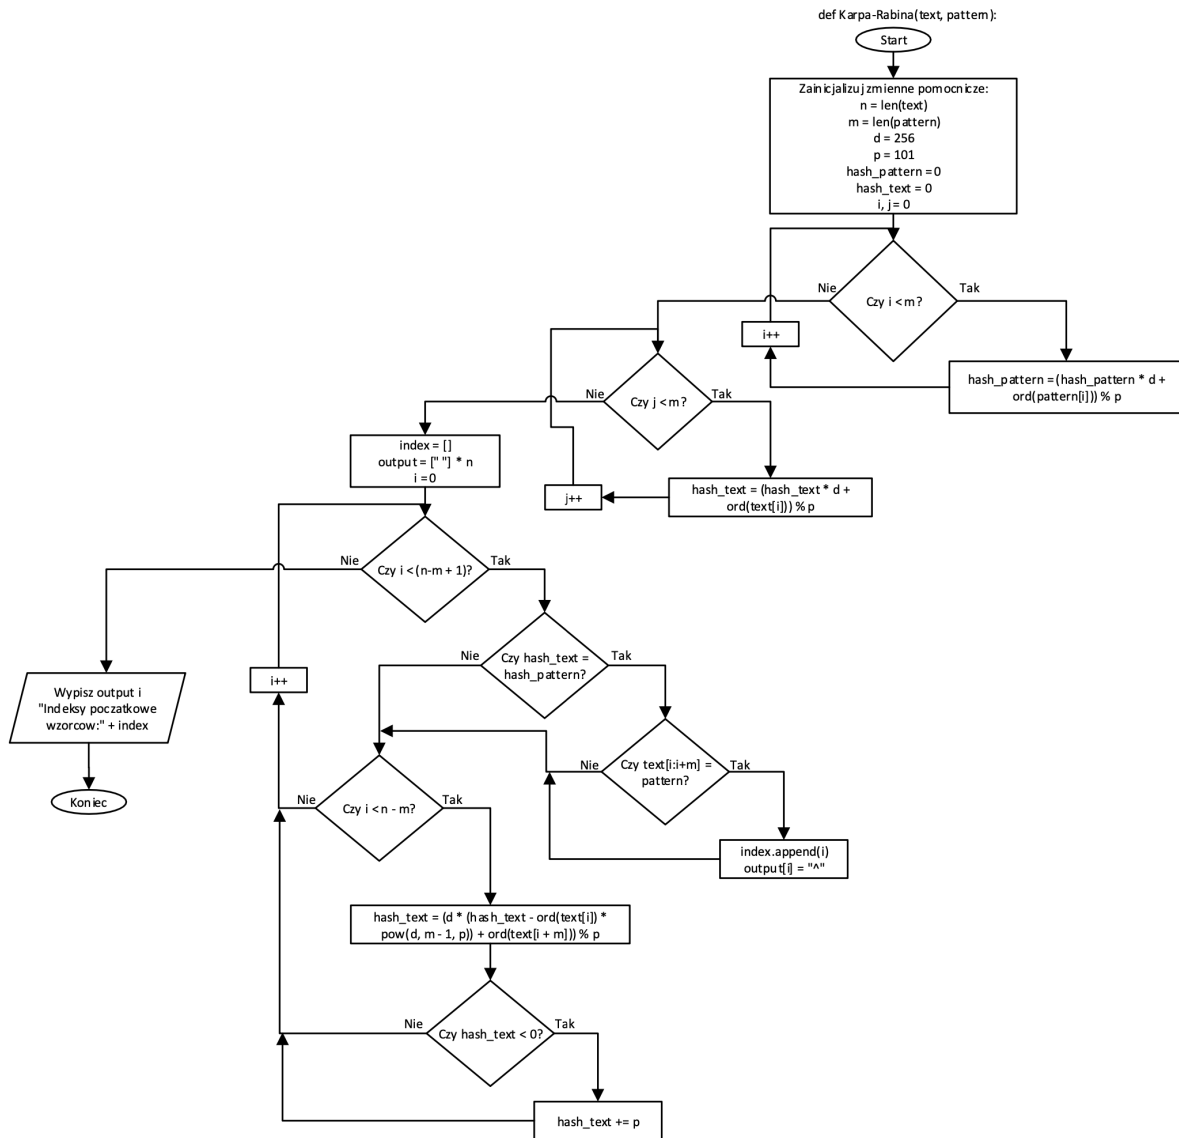 def Karpa-Rabina(text, pattern):
Start
Zainicjalizuj zmienne pomocnicze:
n = len(text)
m = len(pattern)
d = 256
p = 101
hash_pattern = 0
hash_text = 0
i, j = 0
Czy i < m?
Nie
Tak
i++
hash_pattern = (hash_pattern * d +
ord(pattern[i])) % p
Czy j < m?
Nie
Tak
j++
hash_text = (hash_text * d +
ord(text[i])) % p
index = []
output = [" "] * n
i = 0
Czy i < (n-m + 1)?
Nie
Tak
Wypisz output i
"Indeksy poczatkowe
wzorcow:" + index
Koniec
i++
Czy hash_text =
hash_pattern?
Nie
Tak
Czy text[i:i+m] =
pattern?
Nie
Tak
index.append(i)
output[i] = "^"
Czy i < n - m?
Nie
Tak
hash_text = (d * (hash_text - ord(text[i]) *
pow(d, m - 1, p)) + ord(text[i + m])) % p
Czy hash_text < 0?
Nie
Tak
hash_text += p